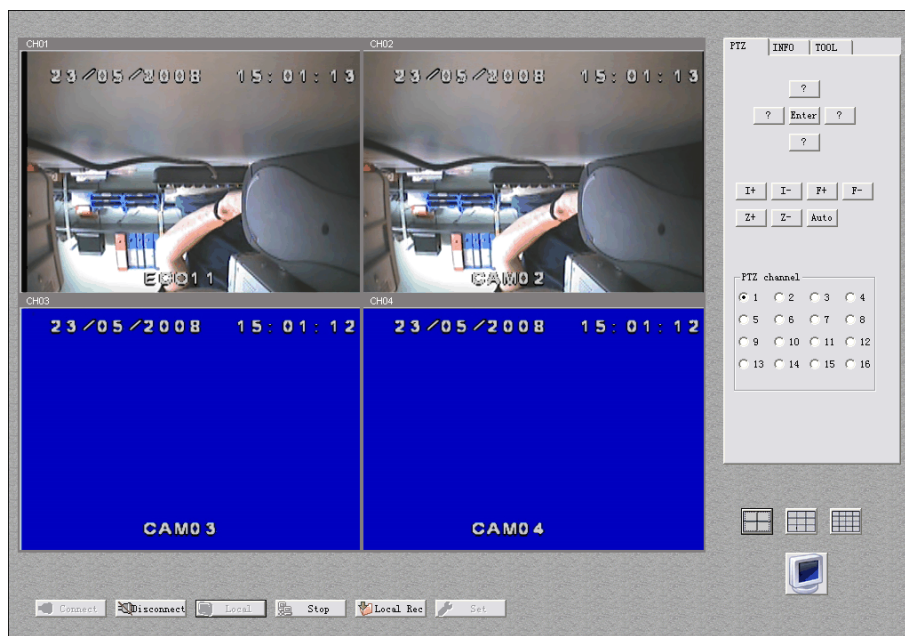 CH01
CH02
23/05/2008 15:01:13
23/05/2008 15:01:13
ECO11
CAM02
CH03
CH04
23/05/2008 15:01:12
23/05/2008 15:01:12
CAM03
CAM04
PTZ INFO TOOL
?
? Enter ?
?
I+ I- F+ F-
Z+ Z- Auto
PTZ channel
1 2 3 4
5 6 7 8
9 10 11 12
13 14 15 16
Connect Disconnect Local Stop Local Rec Set